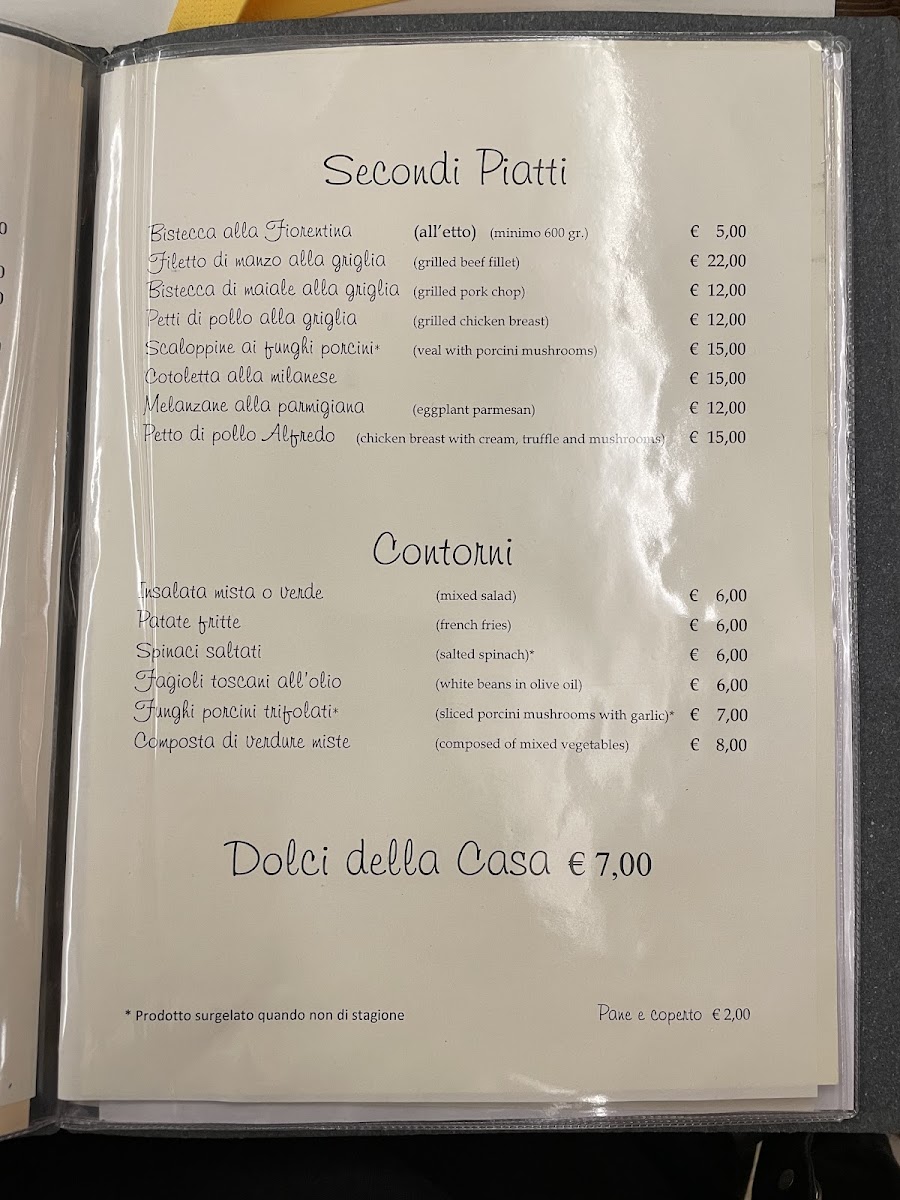 Secondi Piatti
Bistecca alla Fiorentina (all'etto) (minimo 600 gr.) € 5,00
Filetto di manzo alla griglia (grilled beef fillet) € 22,00
Bistecca di maiale alla griglia (grilled pork chop) € 12,00
Petti di pollo alla griglia (grilled chicken breast) € 12,00
Scaloppine ai funghi porcini* (veal with porcini mushrooms) € 15,00
Cotoletta alla milanese € 15,00
Melanzane alla parmigiana (eggplant parmesan) € 12,00
Petto di pollo Alfredo (chicken breast with cream, truffle and mushrooms) € 15,00
Contorni
Insalata mista o verde (mixed salad) € 6,00
Patate fritte (french fries) € 6,00
Spinaci saltati (salted spinach)* € 6,00
Fagioli toscani all'olio (white beans in olive oil) € 6,00
Funghi porcini trifolati* (sliced porcini mushrooms with garlic)* € 7,00
Composta di verdure miste (composed of mixed vegetables) € 8,00
Dolci della Casa € 7,00
* Prodotto surgelato quando non di stagione Pane e coperto € 2,00